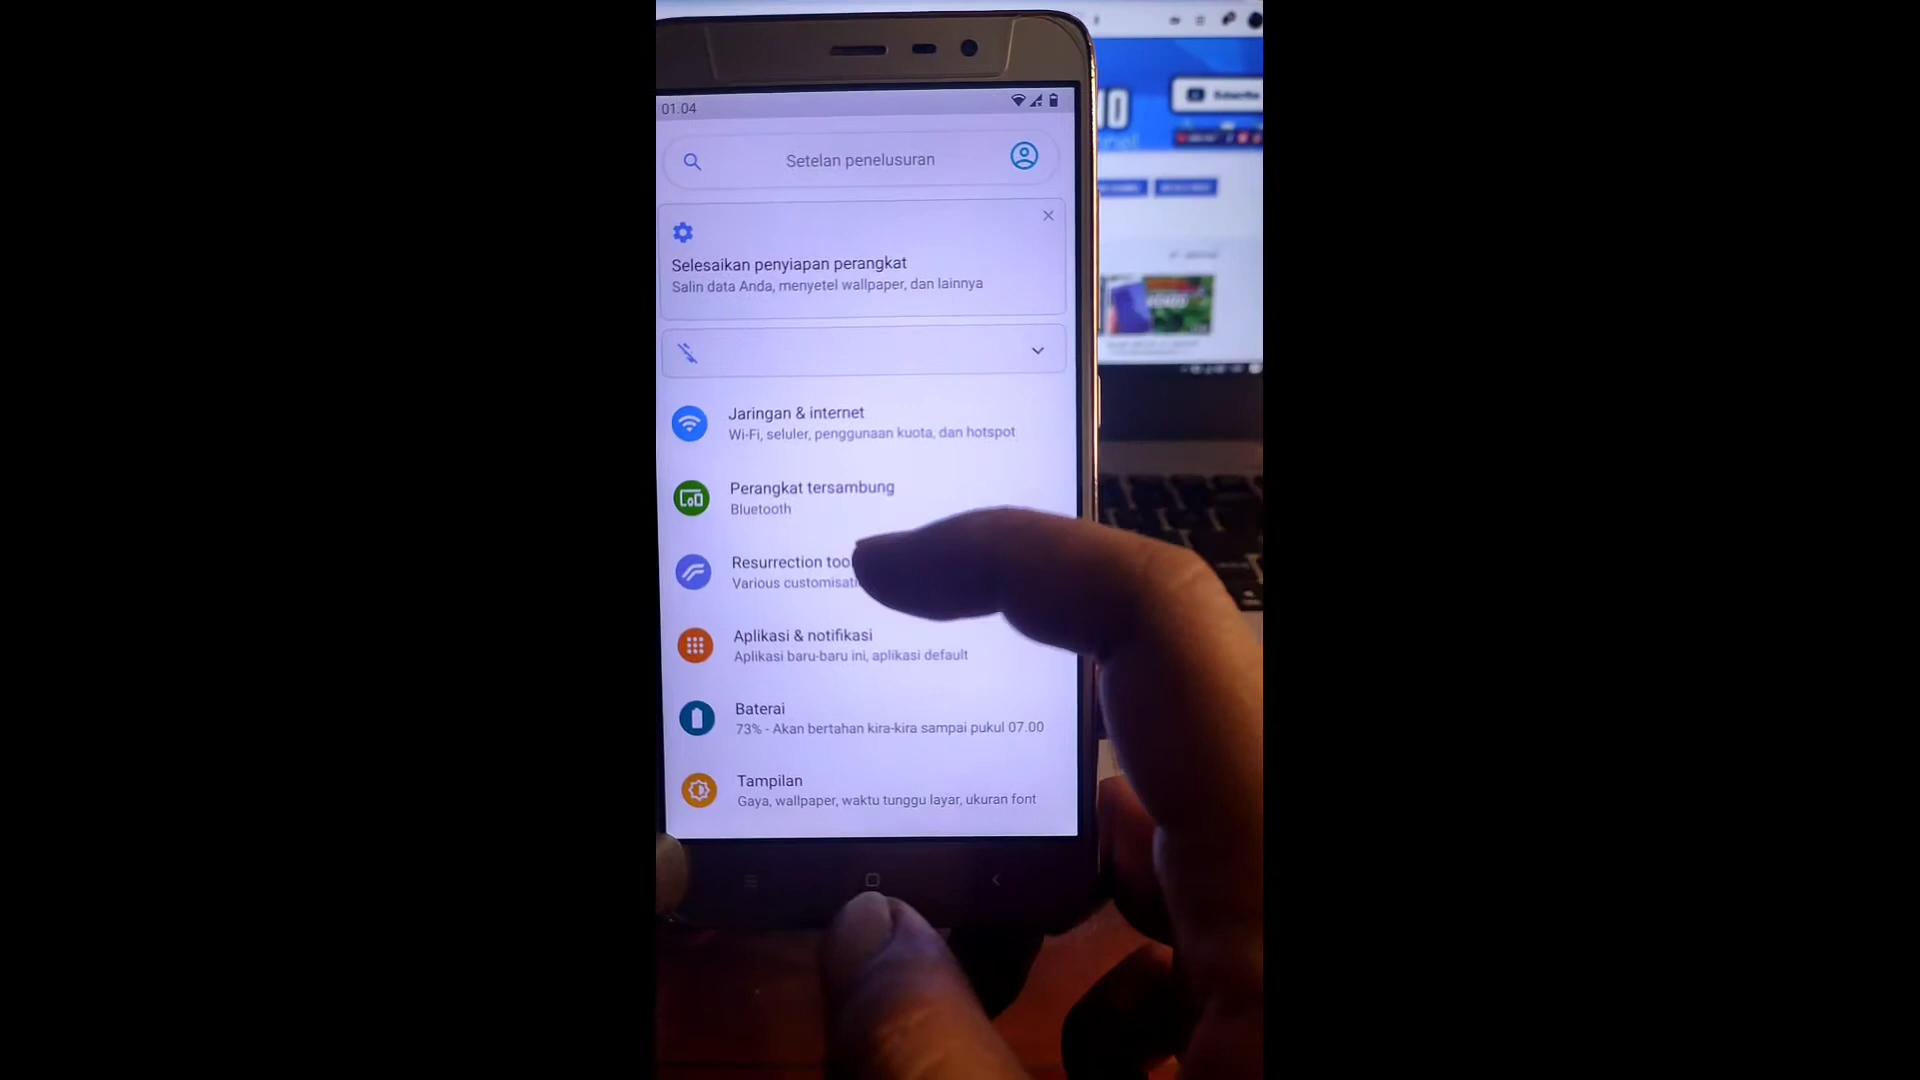 01.04
Setelan penelusuran
Selesaikan penyiapan perangkat
Salin data Anda, menyetel wallpaper, dan lainnya
Jaringan & internet
Wi-Fi, seluler, penggunaan kuota, dan hotspot
Perangkat tersambung
Bluetooth
Resurrection
Various
Aplikasi & notifikasi
Aplikasi baru-baru ini, aplikasi default
Baterai
73% - Akan bertahan kira-kira sampai pukul 07.00
Tampilan
Gaya, wallpaper, waktu tunggu layar, ukuran font